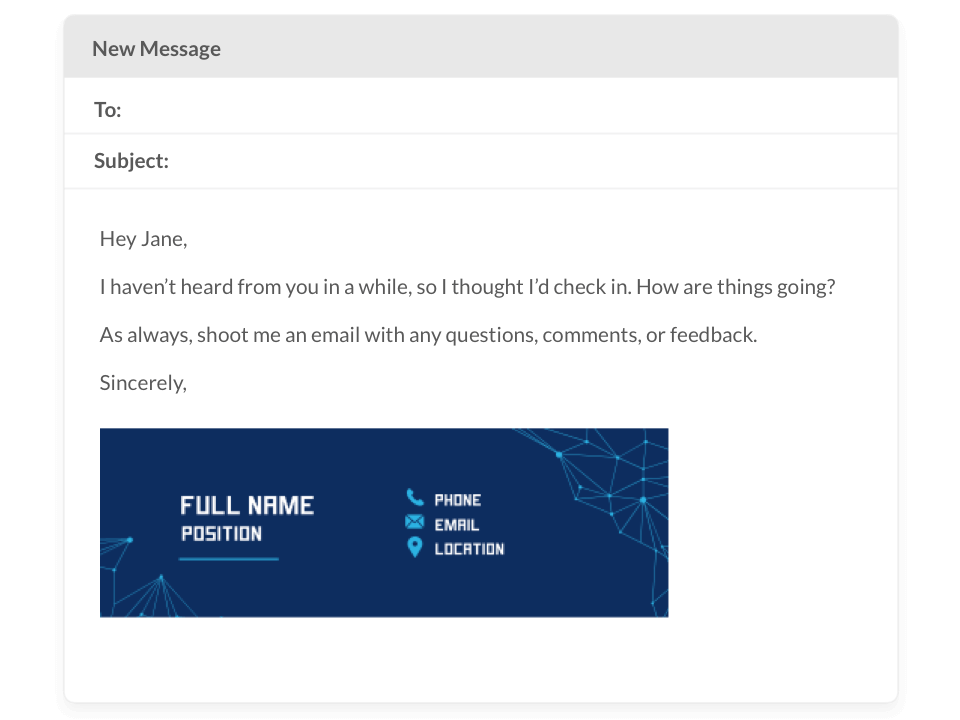 New Message
To:
Subject:
Hey Jane,
I haven’t heard from you in a while, so I thought I’d check in. How are things going?
As always, shoot me an email with any questions, comments, or feedback.
Sincerely,
FULL NAME
POSITION
PHONE
EMAIL
LOCATION